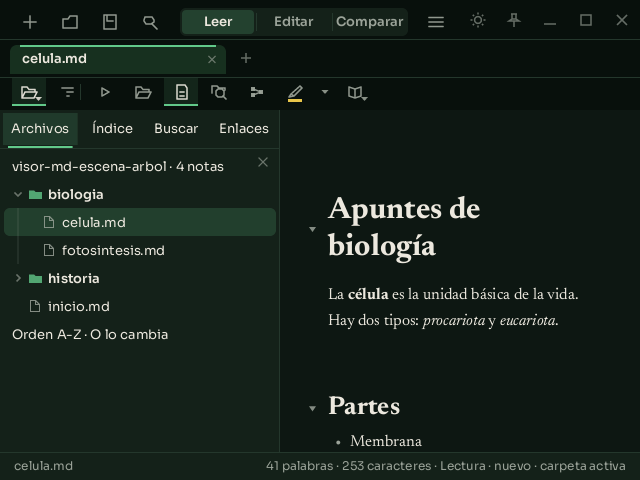 Leer Editar Comparar
celula.md
Archivos Índice Buscar Enlaces
visor-md-escena-arbol · 4 notas
biologia
celula.md
fotosintesis.md
historia
inicio.md
Orden A-Z · O lo cambia
Apuntes de
biología
La célula es la unidad básica de la vida.
Hay dos tipos: procariota y eucariota.
Partes
• Membrana
celula.md 41 palabras · 253 caracteres · Lectura · nuevo · carpeta activa